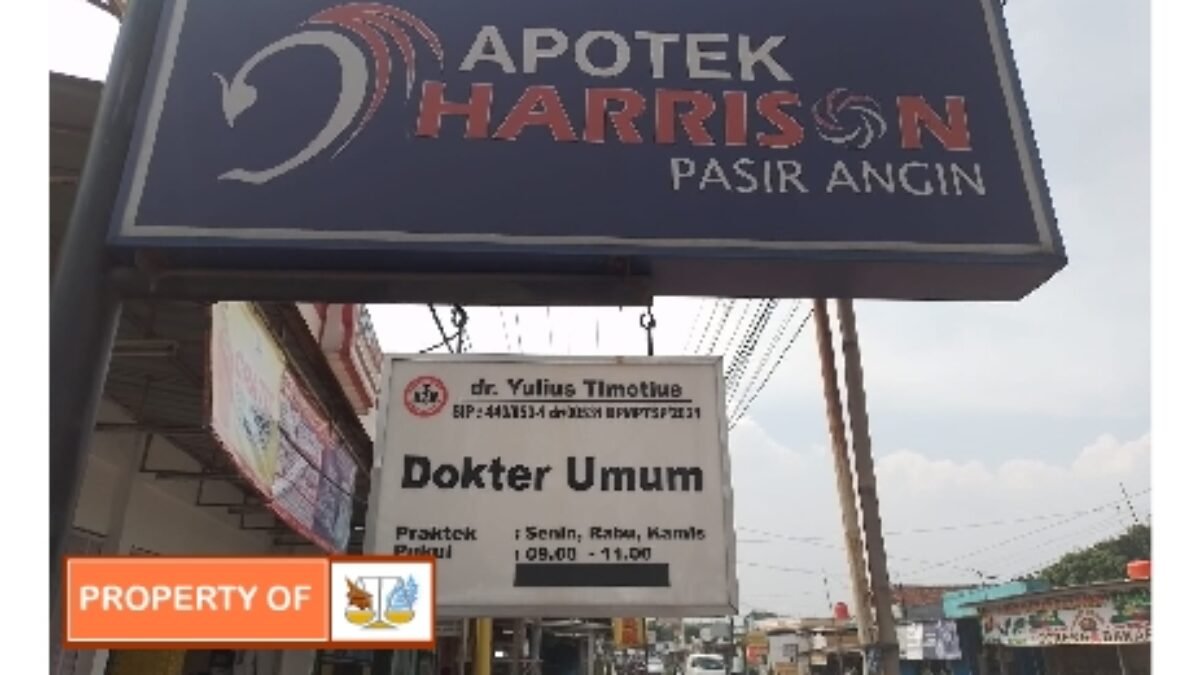 APOTEK
HARRISON
PASIR ANGIN
dr. Yulius Timotius
Dokter Umum
Praktek : Senin, Rabu, Kamis
Pukul : 09.00 - 11.00
PROPERTY OF